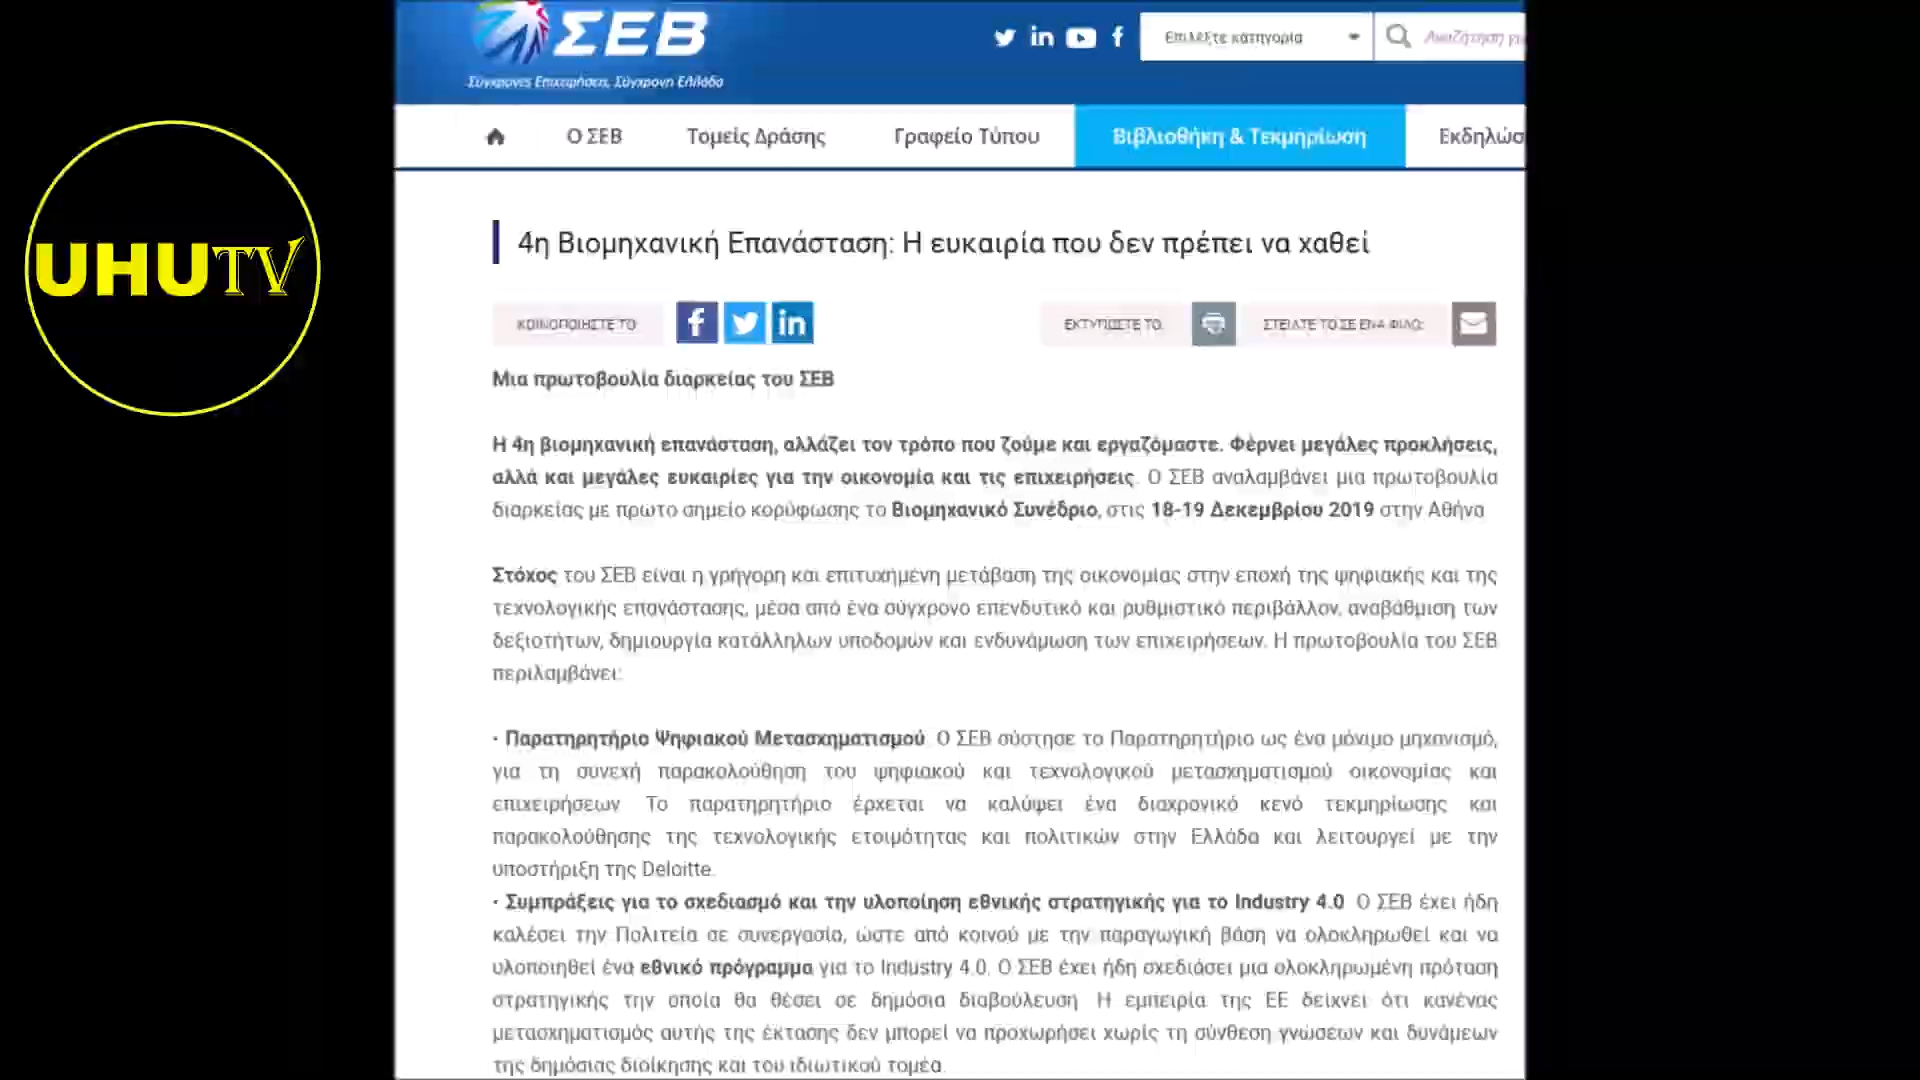 ΣΕΒ
Σύγχρονες Επιχειρήσεις, Σύγχρονη Ελλάδα
Επιλέξτε κατηγορία
Αναζήτηση γι
Ο ΣΕΒ Τομείς Δράσης Γραφείο Τύπου Βιβλιοθήκη & Τεκμηρίωση Εκδηλώσ
UHUTV
4η Βιομηχανική Επανάσταση: Η ευκαιρία που δεν πρέπει να χαθεί
ΚΟΙΝΟΠΟΙΗΣΤΕ ΤΟ ΕΚΤΥΠΩΣΤΕ ΤΟ: ΣΤΕΙΛΤΕ ΤΟ ΣΕ ΕΝΑ ΦΙΛΟ:
Μια πρωτοβουλία διαρκείας του ΣΕΒ
Η 4η βιομηχανική επανάσταση, αλλάζει τον τρόπο που ζούμε και εργαζόμαστε. Φέρνει μεγάλες προκλήσεις,
αλλά και μεγάλες ευκαιρίες για την οικονομία και τις επιχειρήσεις. Ο ΣΕΒ αναλαμβάνει μια πρωτοβουλία
διαρκείας με πρώτο σημείο κορύφωσης το Βιομηχανικό Συνέδριο, στις 18-19 Δεκεμβρίου 2019 στην Αθήνα
Στόχος του ΣΕΒ είναι η γρήγορη και επιτυχημένη μετάβαση της οικονομίας στην εποχή της ψηφιακής και της
τεχνολογικής επανάστασης, μέσα από ένα σύγχρονο επενδυτικό και ρυθμιστικό περιβάλλον, αναβάθμιση των
δεξιοτήτων, δημιουργία κατάλληλων υποδομών και ενδυνάμωση των επιχειρήσεων. Η πρωτοβουλία του ΣΕΒ
περιλαμβάνει:
· Παρατηρητήριο Ψηφιακού Μετασχηματισμού. Ο ΣΕΒ σύστησε το Παρατηρητήριο ως ένα μόνιμο μηχανισμό,
για τη συνεχή παρακολούθηση του ψηφιακού και τεχνολογικού μετασχηματισμού οικονομίας και
επιχειρήσεων. Το παρατηρητήριο έρχεται να καλύψει ένα διαχρονικό κενό τεκμηρίωσης και
παρακολούθησης της τεχνολογικής ετοιμότητας και πολιτικών στην Ελλάδα και λειτουργεί με την
υποστήριξη της Deloitte.
· Συμπράξεις για το σχεδιασμό και την υλοποίηση εθνικής στρατηγικής για το Industry 4.0. Ο ΣΕΒ έχει ήδη
καλέσει την Πολιτεία σε συνεργασία, ώστε από κοινού με την παραγωγική βάση να ολοκληρωθεί και να
υλοποιηθεί ένα εθνικό πρόγραμμα για το Industry 4.0. Ο ΣΕΒ έχει ήδη σχεδιάσει μια ολοκληρωμένη πρόταση
στρατηγικής την οποία θα θέσει σε δημόσια διαβούλευση. Η εμπειρία της ΕΕ δείχνει ότι κανένας
μετασχηματισμός αυτής της έκτασης δεν μπορεί να προχωρήσει χωρίς τη σύνθεση γνώσεων και δυνάμεων
της δημόσιας διοίκησης και του ιδιωτικού τομέα.